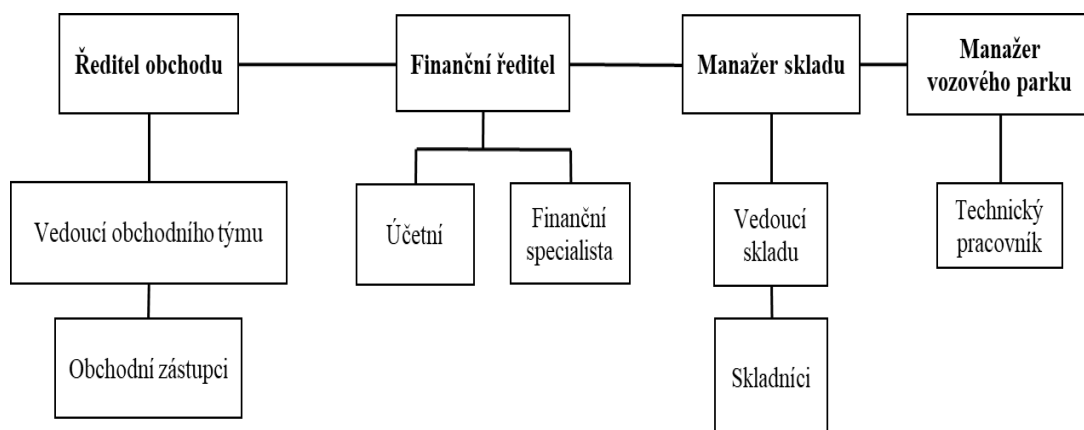 Ředitel obchodu
Finanční ředitel
Manažer skladu
Manažer
vozového parku
Vedoucí obchodního týmu
Účetní
Finanční
specialista
Vedoucí
skladu
Technický
pracovník
Obchodní zástupci
Skladníci